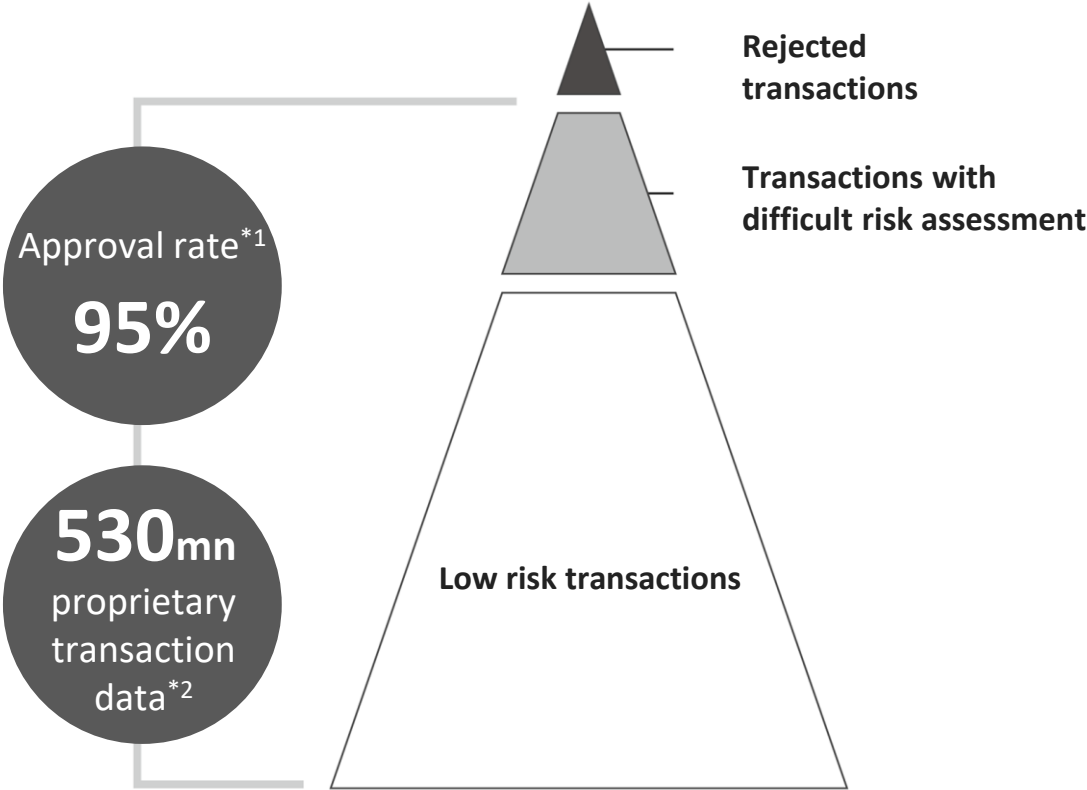 Rejected
transactions
Transactions with
difficult risk assessment
Approval rate*1
95%
530mn
proprietary
transaction
data*2
Low risk transactions